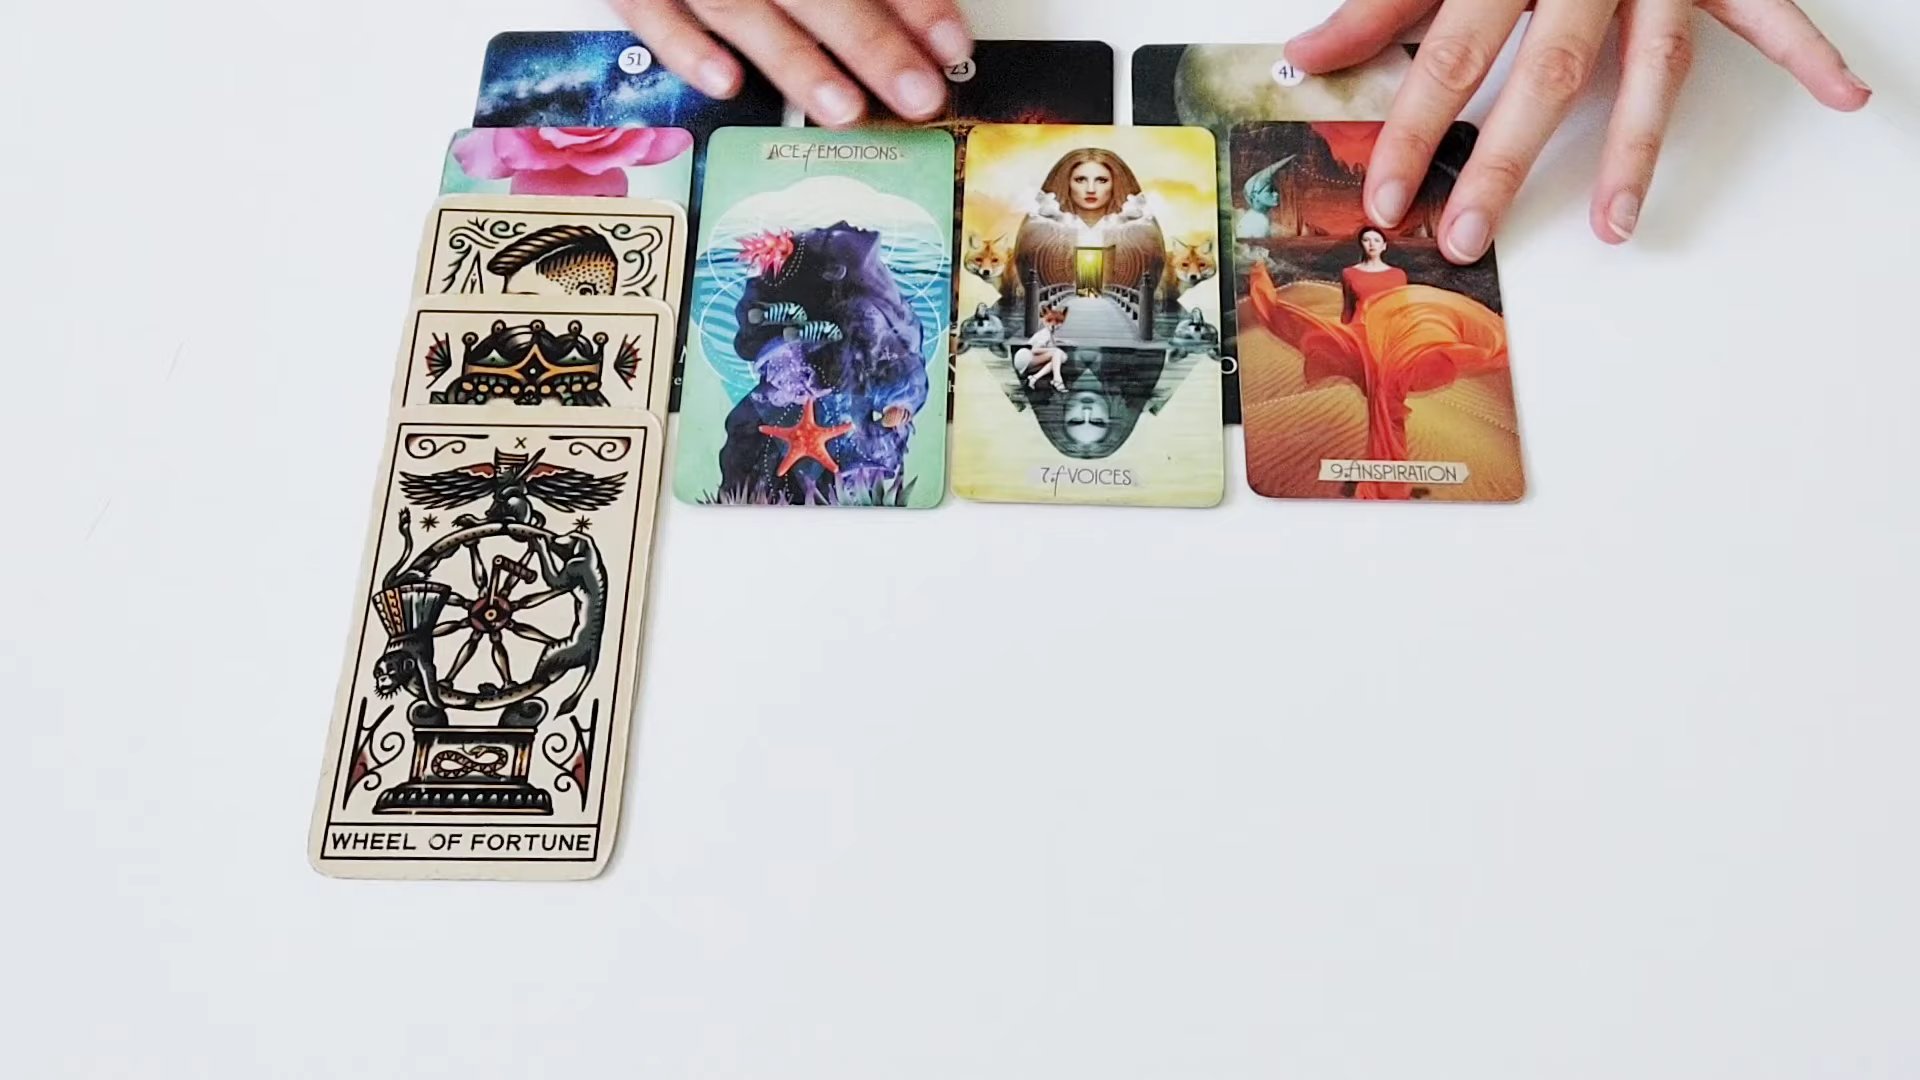 51
23
41
ACE of EMOTIONS
7 of VOICES
9 of INSPIRATION
X
WHEEL OF FORTUNE